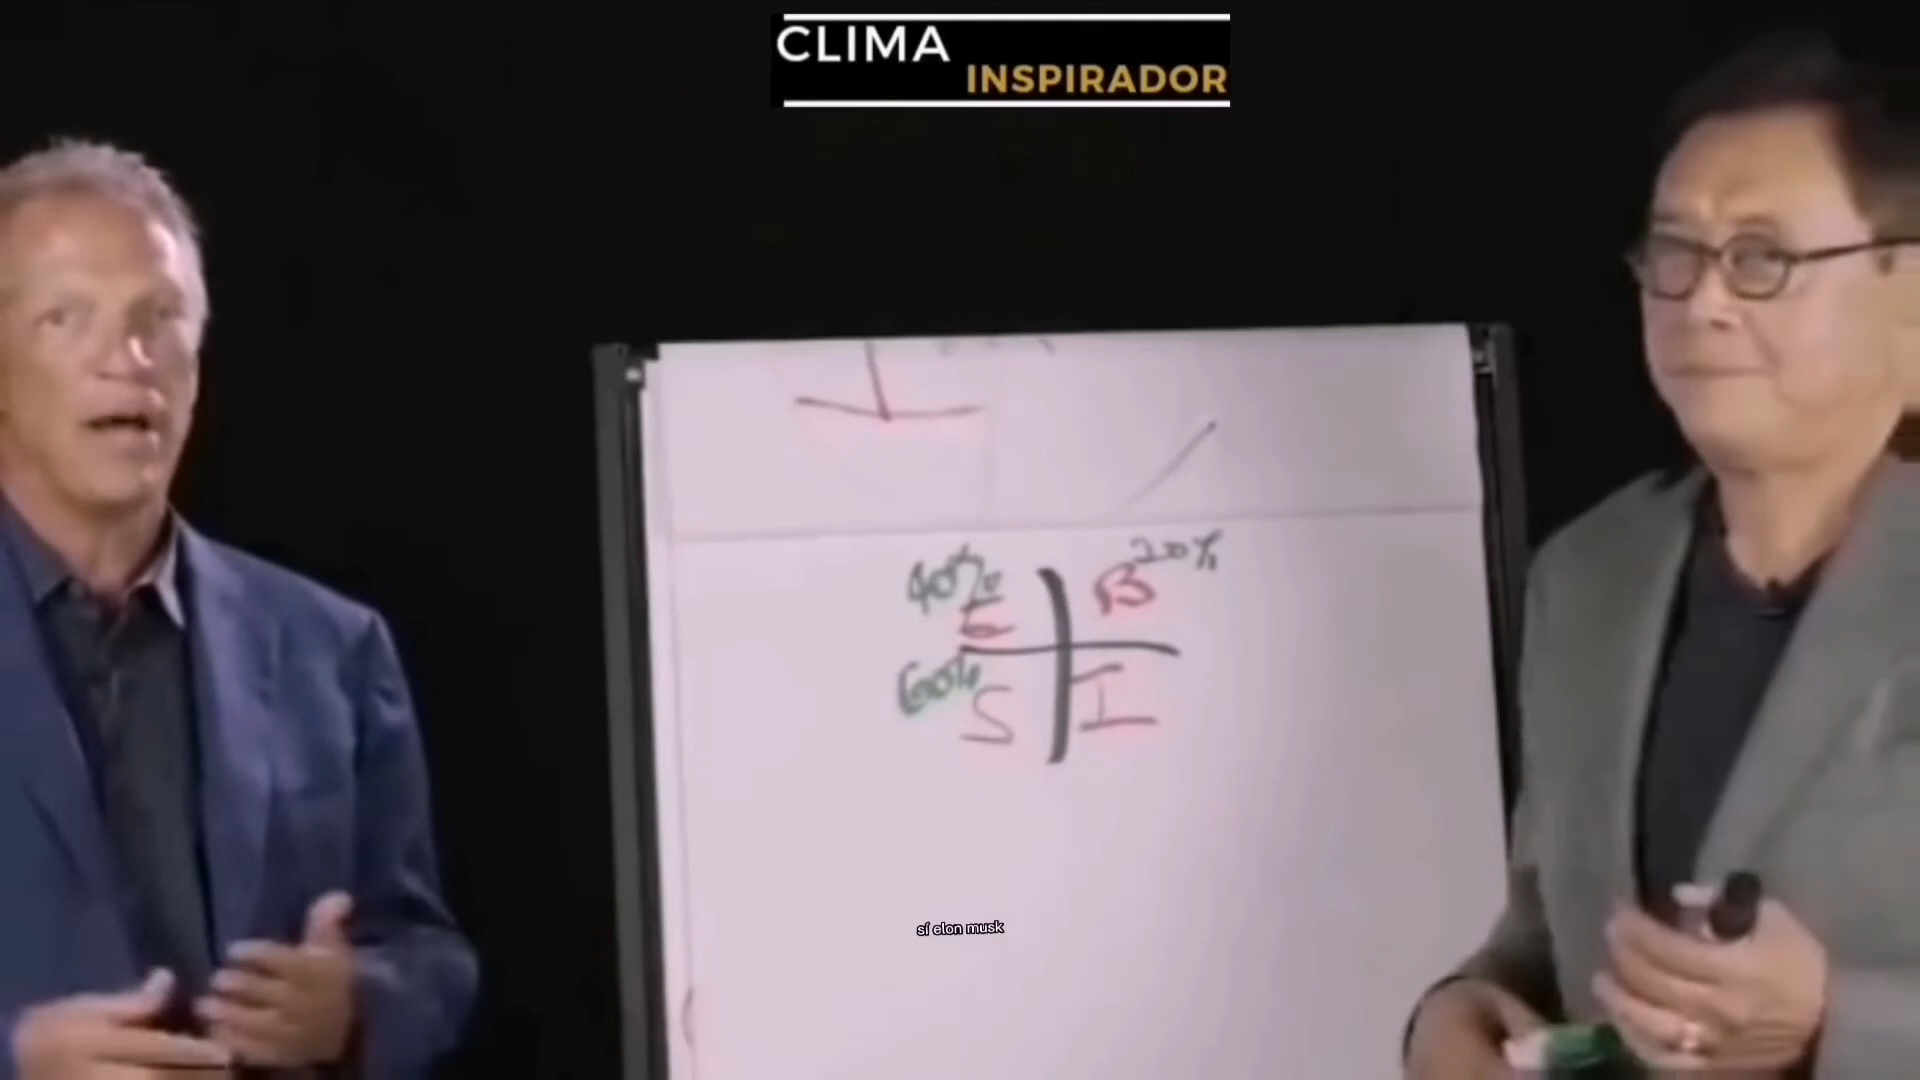 CLIMA
INSPIRADOR
40% 20%
E B
60%
S I
sí elon musk